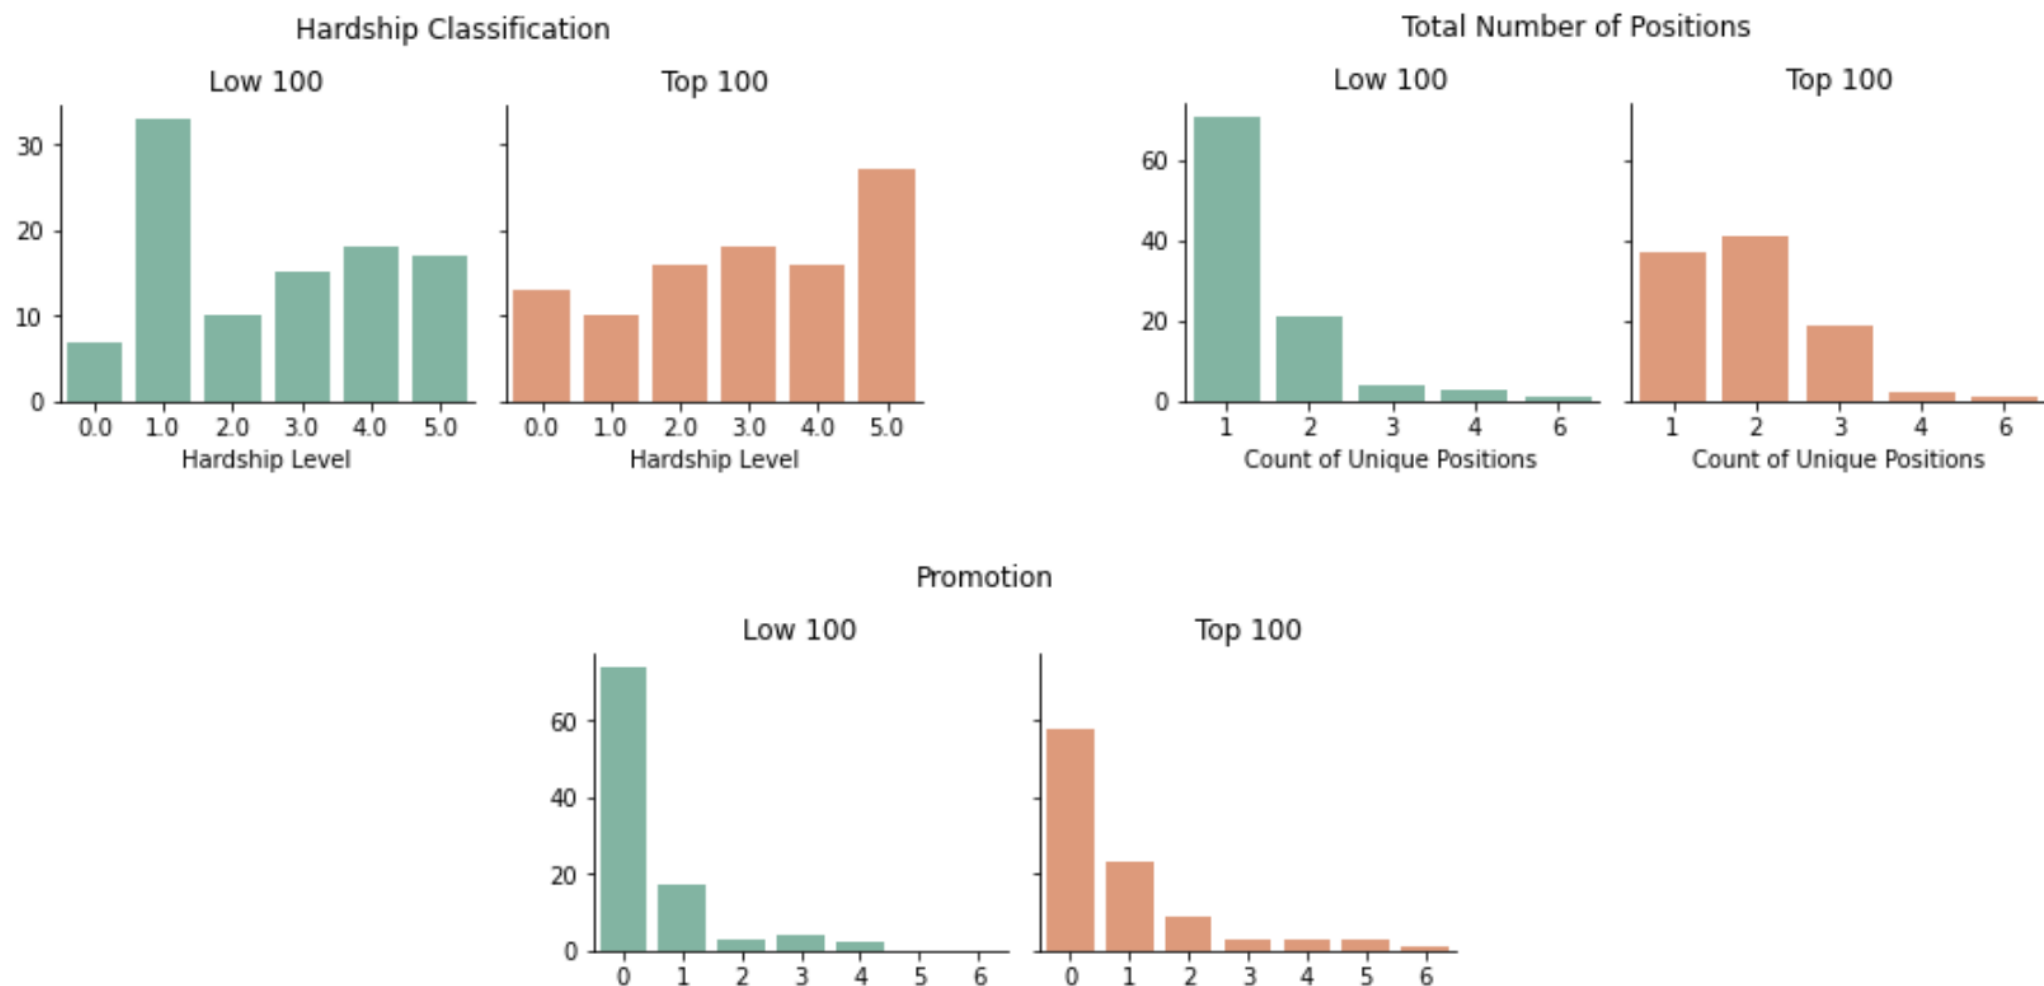 Hardship Classification
Low 100
Top 100
30
20
10
0
0.0 1.0 2.0 3.0 4.0 5.0
Hardship Level
0.0 1.0 2.0 3.0 4.0 5.0
Hardship Level
Total Number of Positions
Low 100
Top 100
60
40
20
0
1 2 3 4 6
Count of Unique Positions
1 2 3 4 6
Count of Unique Positions
Promotion
Low 100
Top 100
60
40
20
0
0 1 2 3 4 5 6
0 1 2 3 4 5 6